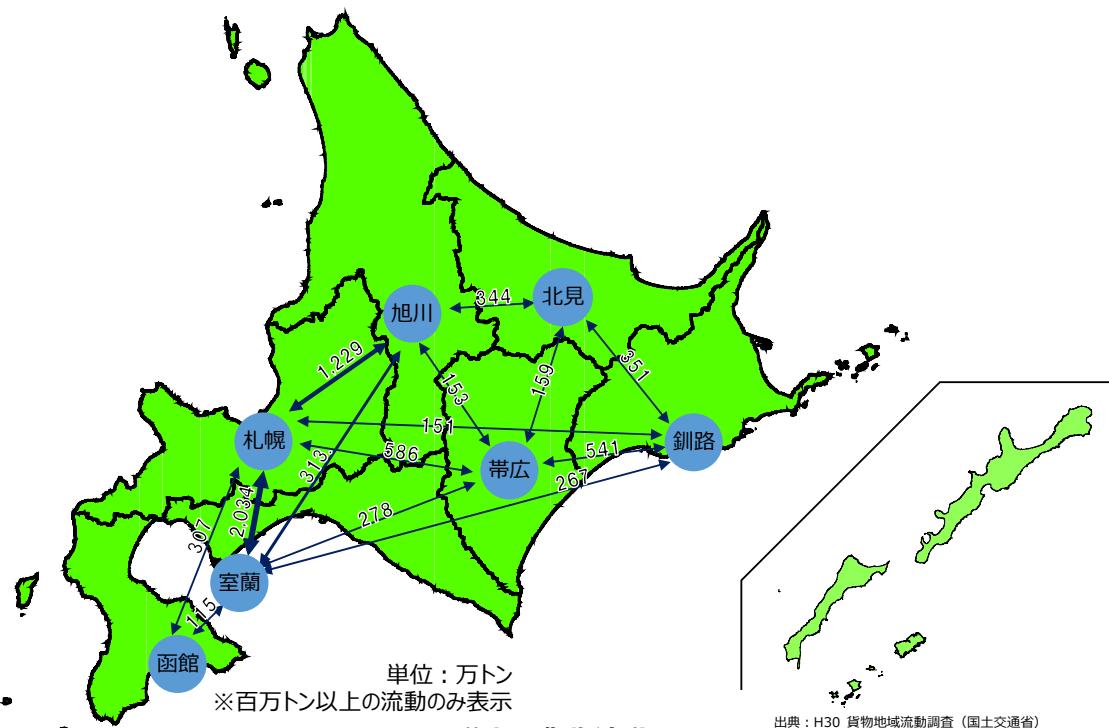 344
北見
旭川
1,229
153
159
351
151
札幌
586
541
釧路
帯広
313
267
2,034
278
307
室蘭
115
函館
単位：万トン
※百万トン以上の流動のみ表示
出典：H30 貨物地域流動調査（国土交通省）